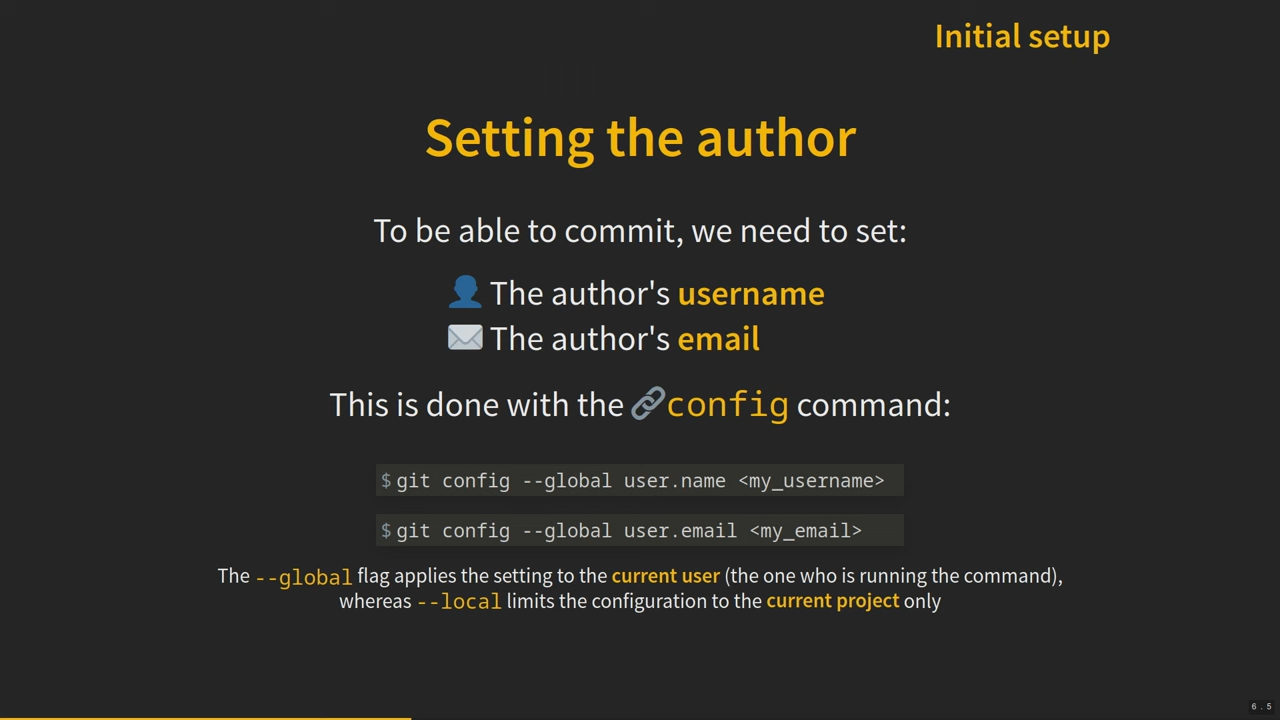 Initial setup
Setting the author
To be able to commit, we need to set:
👤 The author's username
✉ The author's email
This is done with the 🔗config command:
$ git config --global user.name <my_username>
$ git config --global user.email <my_email>
The --global flag applies the setting to the current user (the one who is running the command),
whereas --local limits the configuration to the current project only
6.5